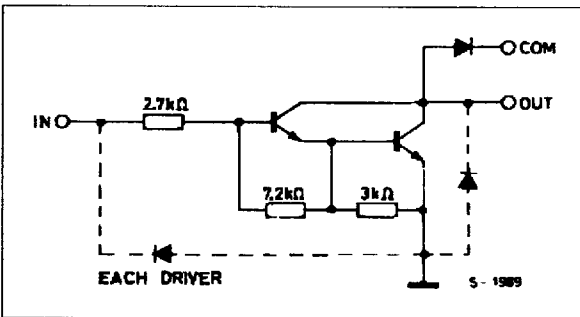 COM
2.7kΩ
IN
OUT
7.2kΩ
3kΩ
EACH DRIVER
S-1989